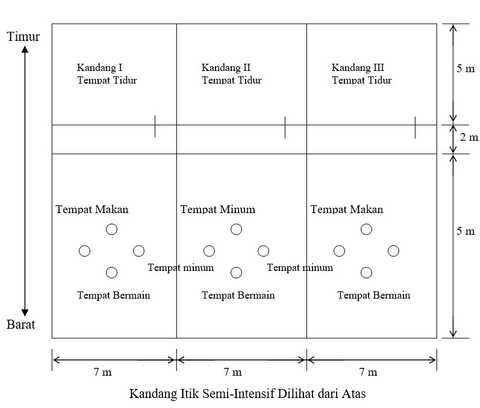 Timur
Kandang I
Tempat Tidur
Kandang II
Tempat Tidur
Kandang III
Tempat Tidur
5 m
2 m
Tempat Makan
Tempat Minum
Tempat Makan
5 m
Tempat minum
Tempat minum
Tempat Bermain
Tempat Bermain
Tempat Bermain
Barat
7 m
7 m
7 m
Kandang Itik Semi-Intensif Dilihat dari Atas